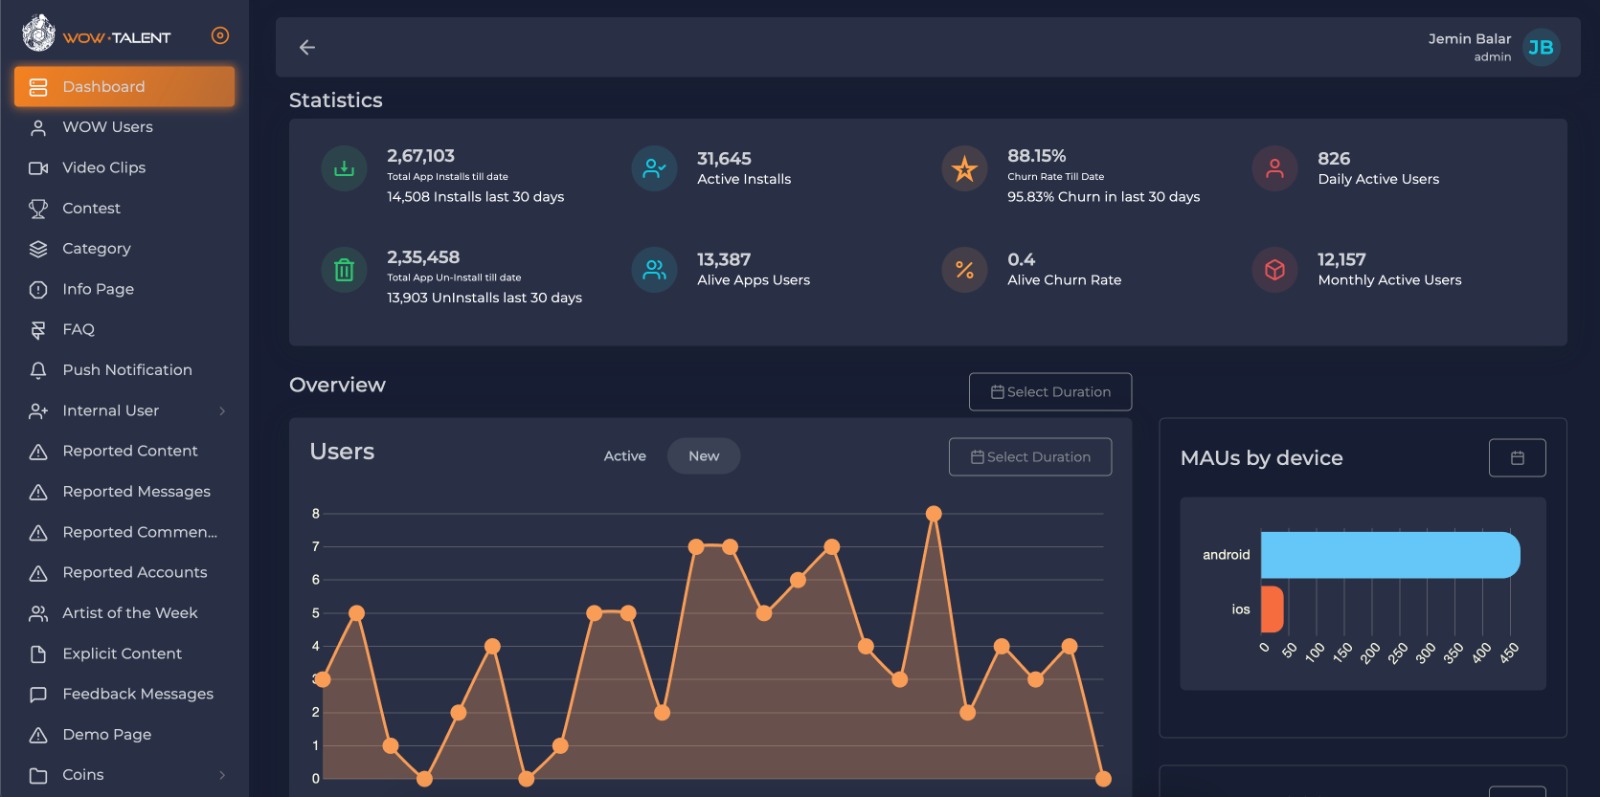 WOW·TALENT
Jemin Balar
admin
JB
Dashboard
WOW Users
Video Clips
Contest
Category
Info Page
FAQ
Push Notification
Internal User
Reported Content
Reported Messages
Reported Commen...
Reported Accounts
Artist of the Week
Explicit Content
Feedback Messages
Demo Page
Coins
Statistics
2,67,103
Total App Installs till date
14,508 Installs last 30 days
31,645
Active Installs
88.15%
Churn Rate Till Date
95.83% Churn in last 30 days
826
Daily Active Users
2,35,458
Total App Un-Install till date
13,903 UnInstalls last 30 days
13,387
Alive Apps Users
0.4
Alive Churn Rate
12,157
Monthly Active Users
Overview
Select Duration
Users
Active
New
Select Duration
8
7
6
5
4
3
2
1
0
MAUs by device
android
ios
0 50 100 150 200 250 300 350 400 450